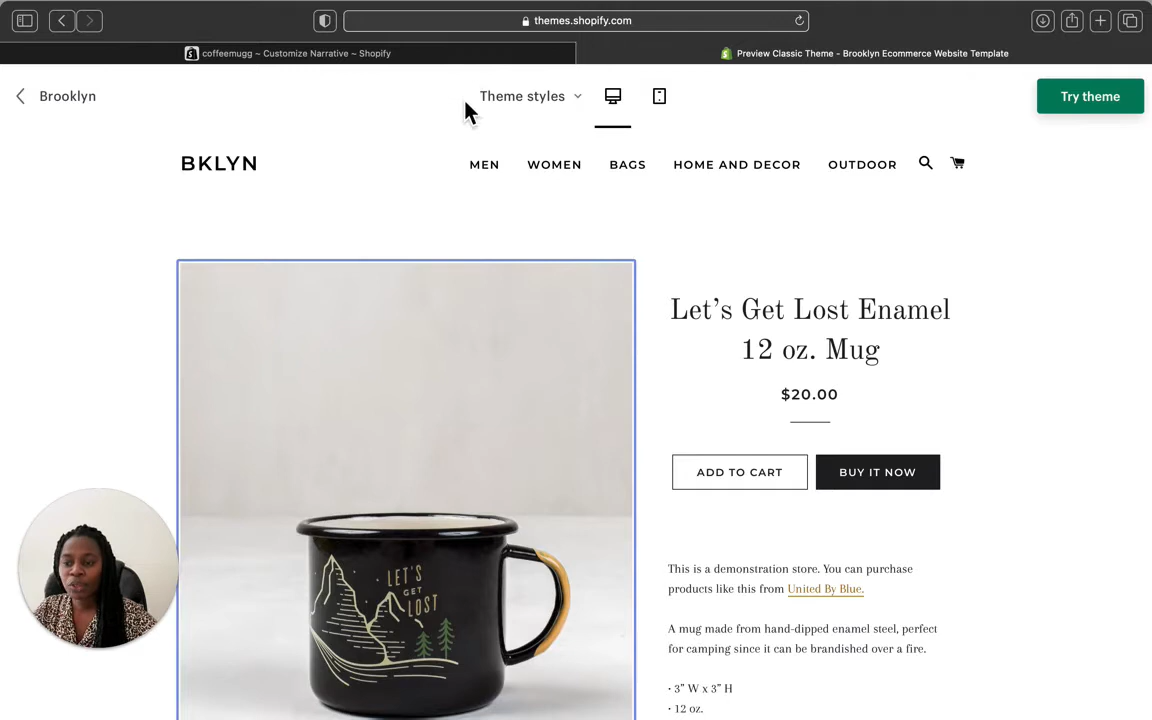 themes.shopify.com
coffeemugg ~ Customize Narrative ~ Shopify
Preview Classic Theme - Brooklyn Ecommerce Website Template
Brooklyn
Theme styles
Try theme
BKLYN
MEN WOMEN BAGS HOME AND DECOR OUTDOOR
Let’s Get Lost Enamel
12 oz. Mug
$20.00
ADD TO CART
BUY IT NOW
LET'S
GET
LOST
This is a demonstration store. You can purchase
products like this from United By Blue.
A mug made from hand-dipped enamel steel, perfect
for camping since it can be brandished over a fire.
• 3” W x 3” H
• 12 oz.